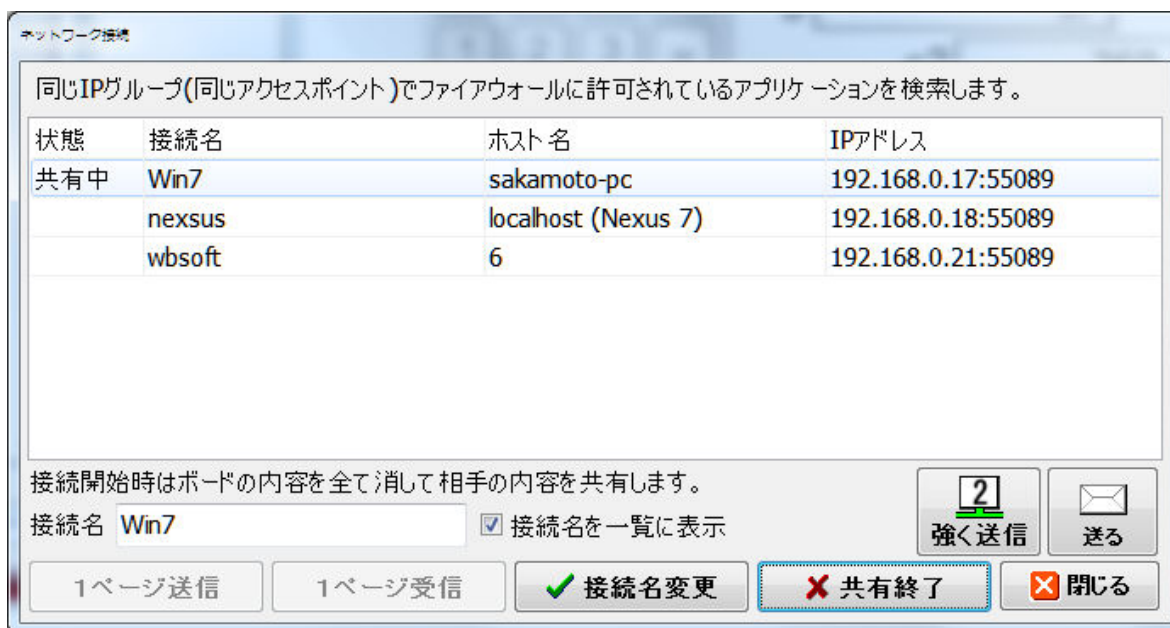 ネットワーク接続
同じIPグループ(同じアクセスポイント)でファイアウォールに許可されているアプリケーションを検索します。
状態 接続名 ホスト名 IPアドレス
共有中 Win7 sakamoto-pc 192.168.0.17:55089
nexsus localhost (Nexus 7) 192.168.0.18:55089
wbsoft 6 192.168.0.21:55089
接続開始時はボードの内容を全て消して相手の内容を共有します。
接続名 Win7 接続名を一覧に表示
2
強く送信 送る
1ページ送信 1ページ受信 接続名変更 共有終了 閉じる